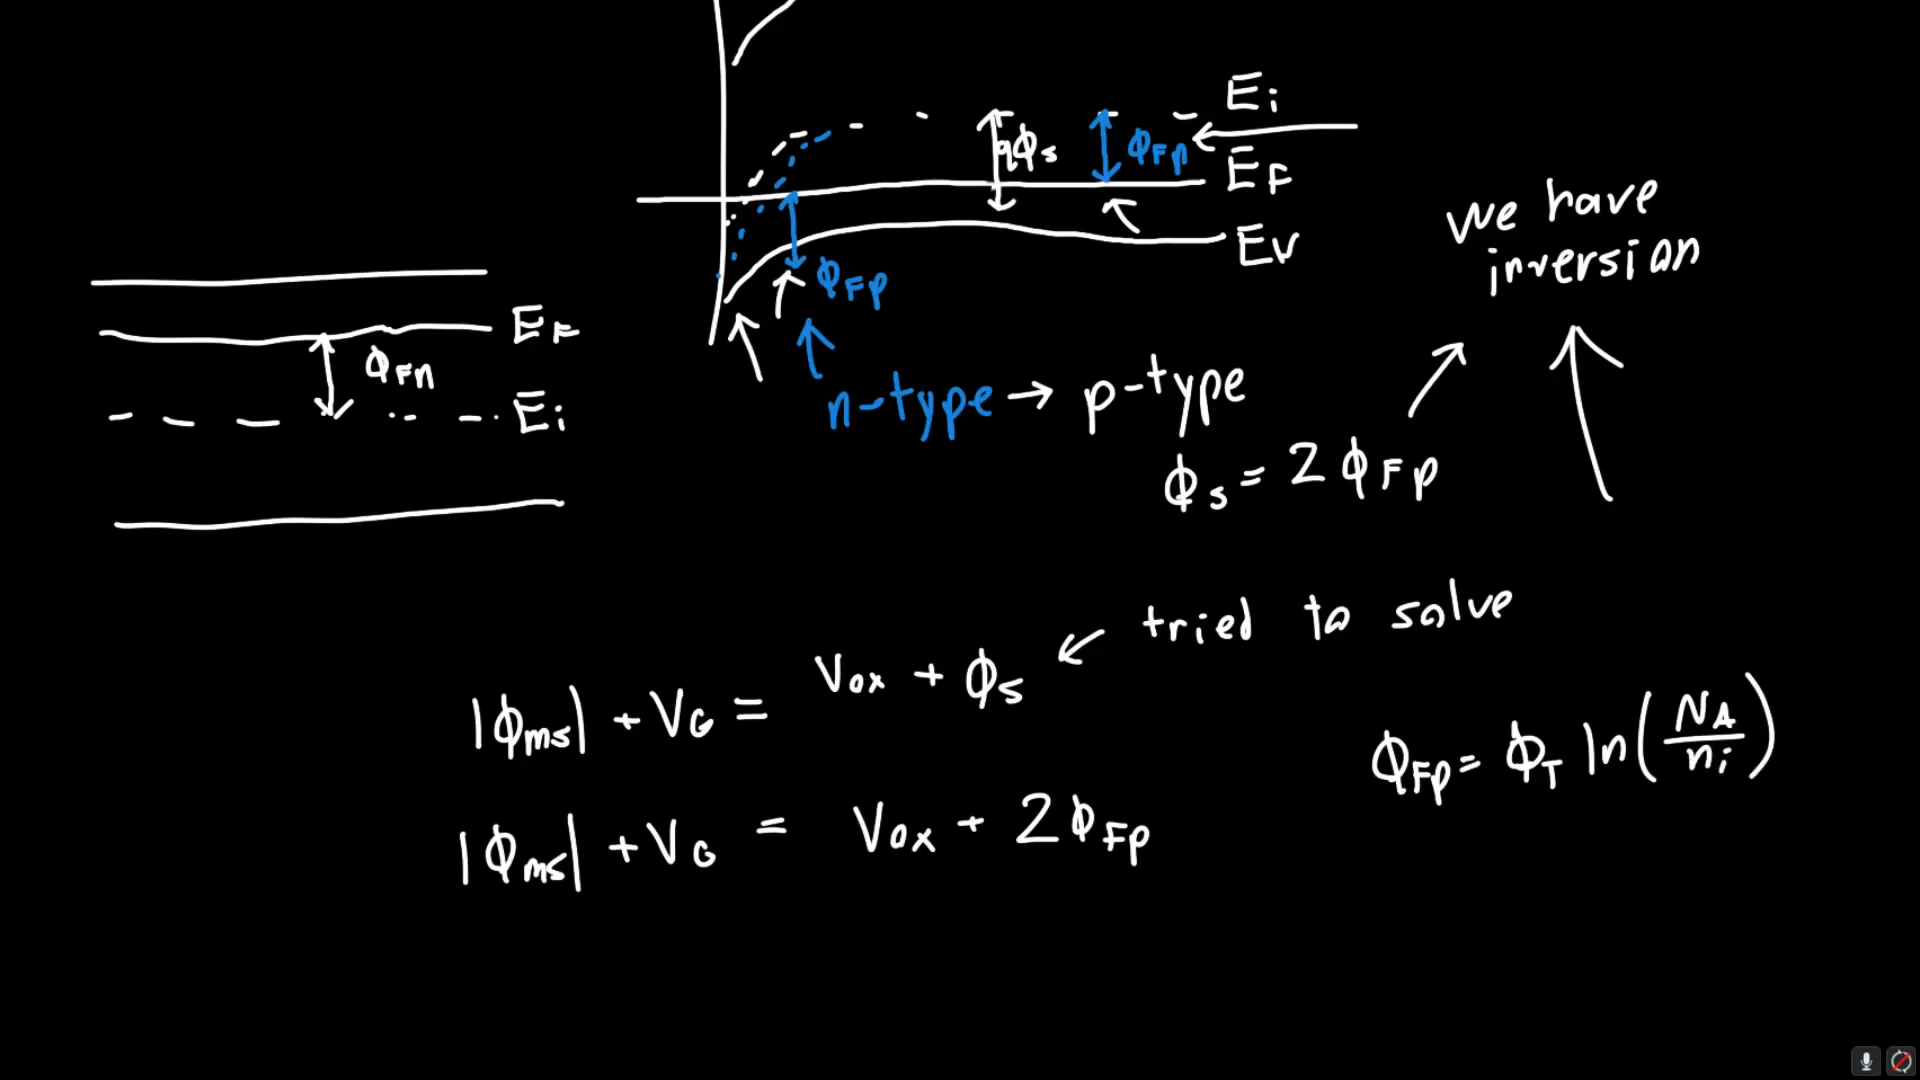 Ei
qϕs
ϕFp
EF
Ev
we have
inversion
ϕFp
EF
ϕFn
Ei
n-type → p-type
ϕs = 2ϕFp
tried to solve
|ϕms| + VG = Vox + ϕs
ϕFp = ϕT ln(NA/ni)
|ϕms| + VG = Vox + 2ϕFp